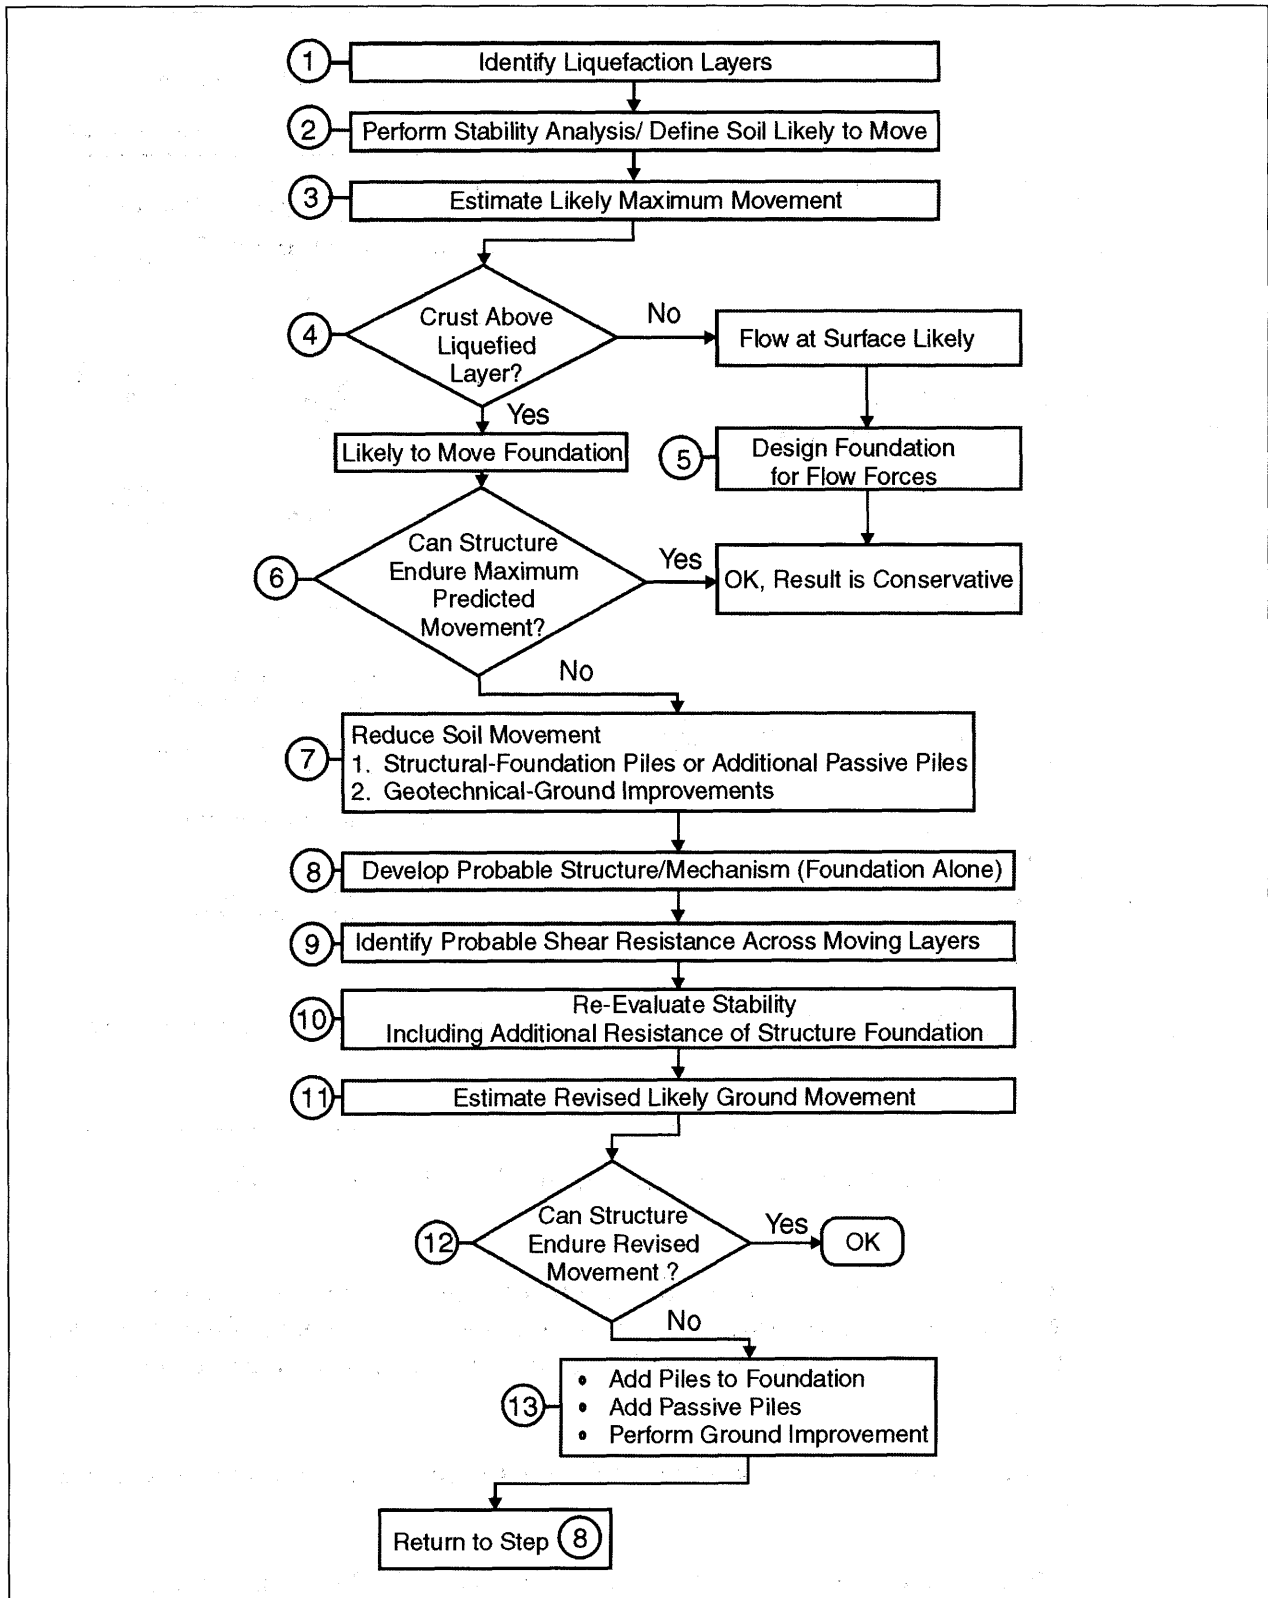 1
Identify Liquefaction Layers
2
Perform Stability Analysis/ Define Soil Likely to Move
3
Estimate Likely Maximum Movement
4
Crust Above
Liquefied
Layer?
No
Flow at Surface Likely
Yes
Likely to Move Foundation
5
Design Foundation
for Flow Forces
6
Can Structure
Endure Maximum
Predicted
Movement?
Yes
OK, Result is Conservative
No
7
Reduce Soil Movement
1. Structural-Foundation Piles or Additional Passive Piles
2. Geotechnical-Ground Improvements
8
Develop Probable Structure/Mechanism (Foundation Alone)
9
Identify Probable Shear Resistance Across Moving Layers
10
Re-Evaluate Stability
Including Additional Resistance of Structure Foundation
11
Estimate Revised Likely Ground Movement
12
Can Structure
Endure Revised
Movement ?
Yes
OK
No
13
• Add Piles to Foundation
• Add Passive Piles
• Perform Ground Improvement
Return to Step 8